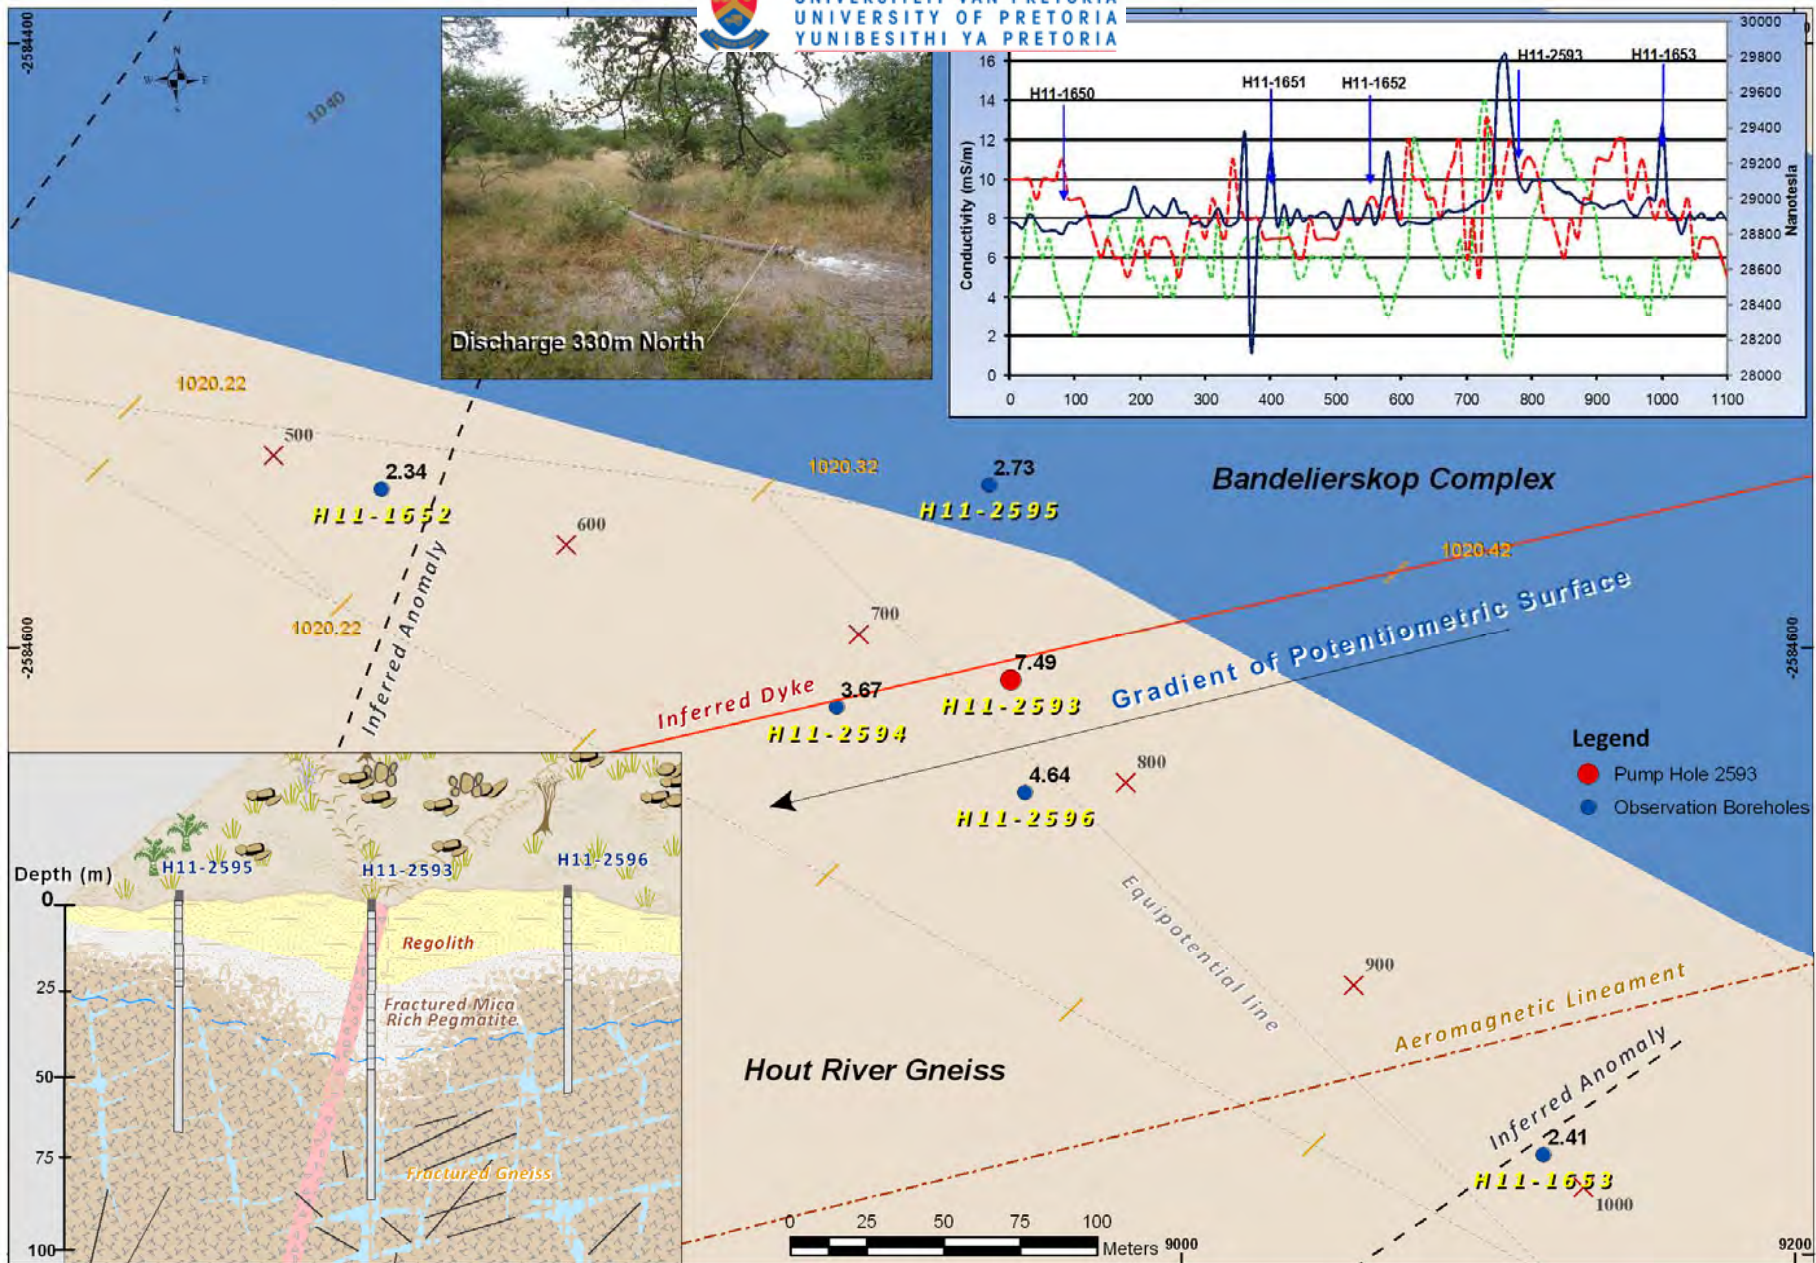 UNIVERSITEIT VAN PRETORIA
UNIVERSITY OF PRETORIA
YUNIBESITHI YA PRETORIA
-2584400
N
W
E
S
1040
Discharge 330m North
30000
29800
29600
29400
29200
29000
28800
28600
28400
28200
28000
Nanotesla
16
14
12
10
8
6
4
2
0
Conductivity (mS/m)
H11-1650
H11-1651
H11-1652
H11-2593
H11-1653
0 100 200 300 400 500 600 700 800 900 1000 1100
1020.22
500
2.34
H11-1652
600
1020.32
2.73
H11-2595
Bandelierskop Complex
1020.42
Gradient of Potentiometric Surface
1020.22
Inferred Anomaly
700
-2584600
-2584600
7.49
H11-2593
Inferred Dyke
3.67
H11-2594
800
4.64
H11-2596
Legend
Pump Hole 2593
Observation Boreholes
Equipotential line
900
Aeromagnetic Lineament
Hout River Gneiss
Inferred Anomaly
2.41
H11-1653
1000
H11-2595
H11-2593
H11-2596
Depth (m)
0
25
50
75
100
Regolith
Fractured Mica
Rich Pegmatite
Fractured Gneiss
0 25 50 75 100
Meters
9000
9200